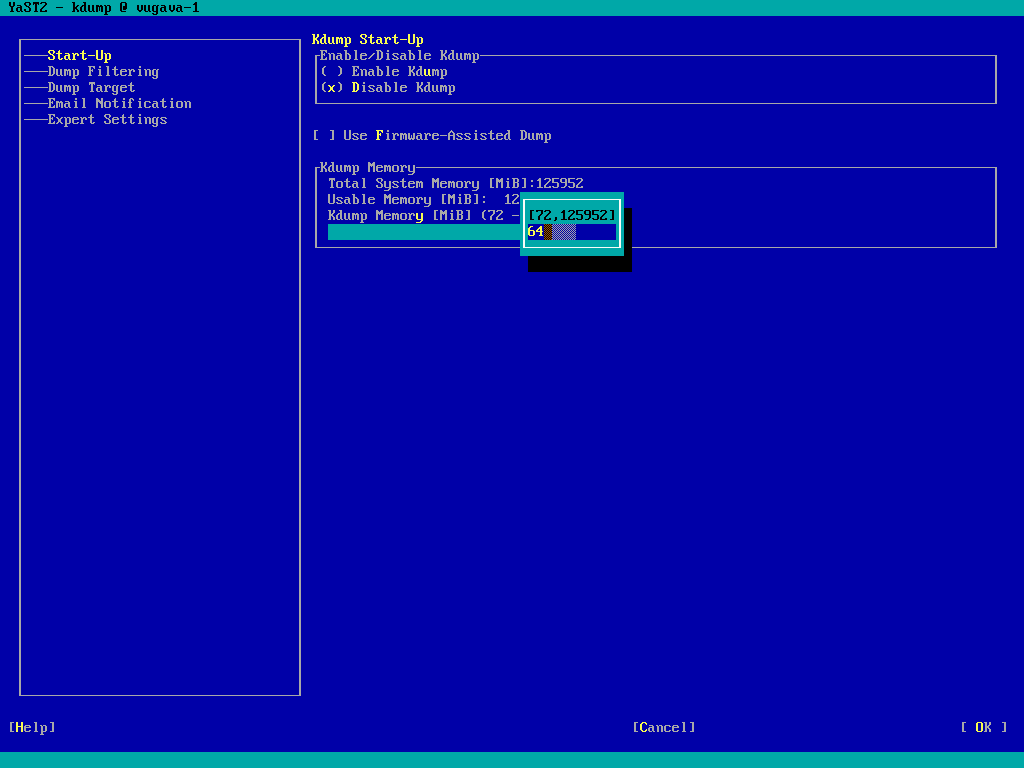 YaST2 - kdump @ vugava-1
Kdump Start-Up
Start-Up
Dump Filtering
Dump Target
Email Notification
Expert Settings
Enable/Disable Kdump
( ) Enable Kdump
(x) Disable Kdump
[ ] Use Firmware-Assisted Dump
Kdump Memory
Total System Memory [MiB]:125952
Usable Memory [MiB]:  12
Kdump Memory [MiB] (72 -
[72,125952]
64
[Help]
[Cancel]
[ OK ]